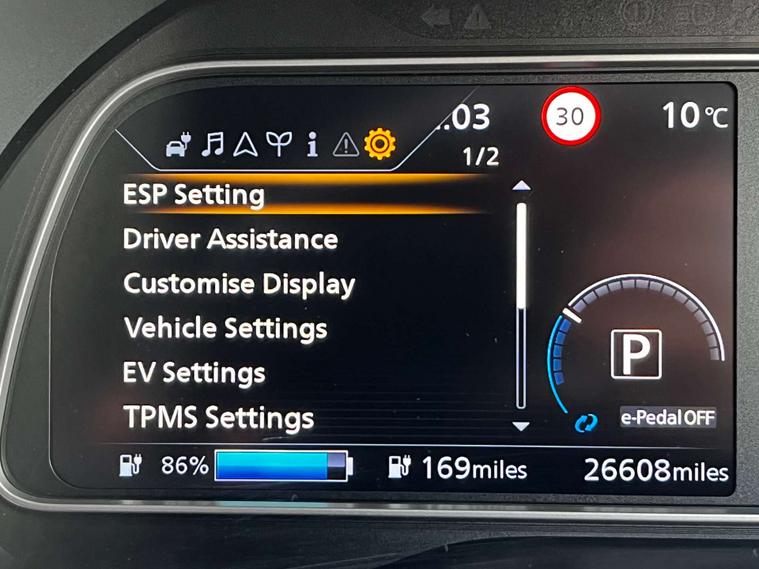 .03
30
10°C
1/2
ESP Setting
Driver Assistance
Customise Display
Vehicle Settings
EV Settings
TPMS Settings
P
e-Pedal OFF
86%
169miles
26608miles